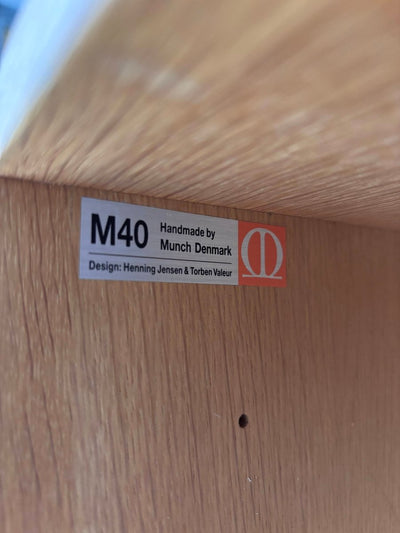 M40
Handmade by
Munch Denmark
Design: Henning Jensen & Torben Valeur